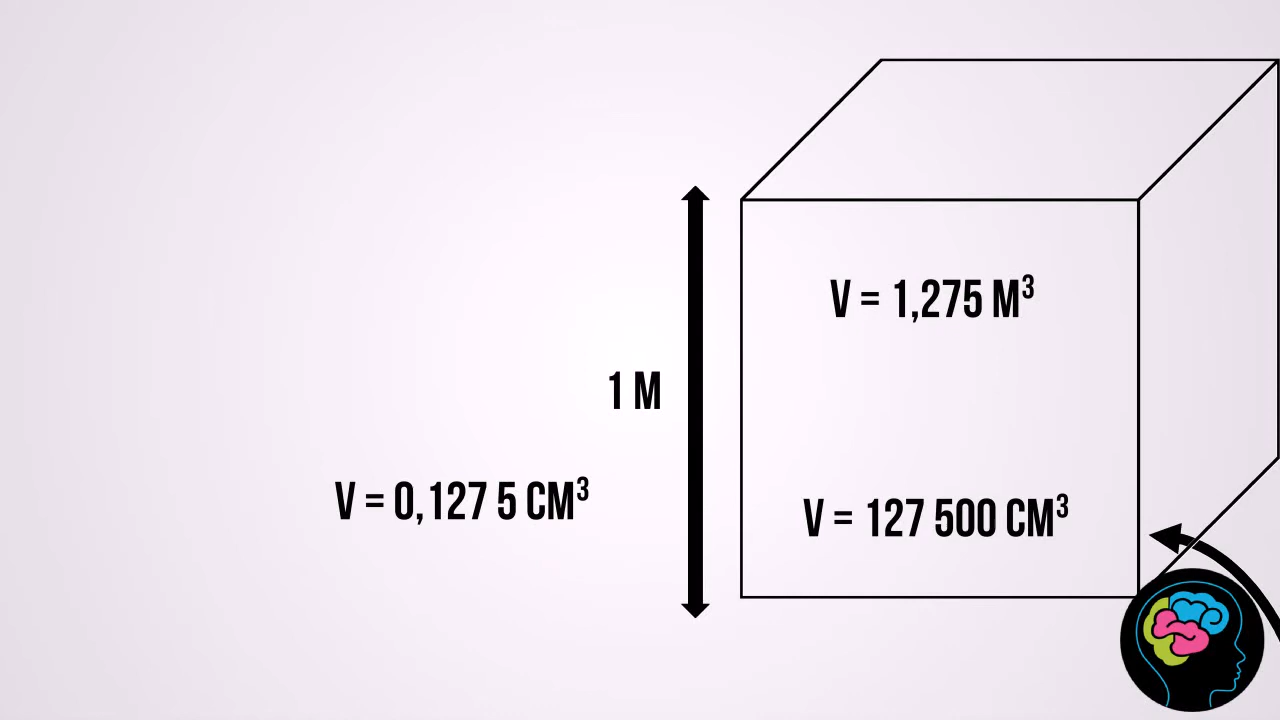 V = 1,275 M³
1 M
V = 0,127 5 CM³
V = 127 500 CM³